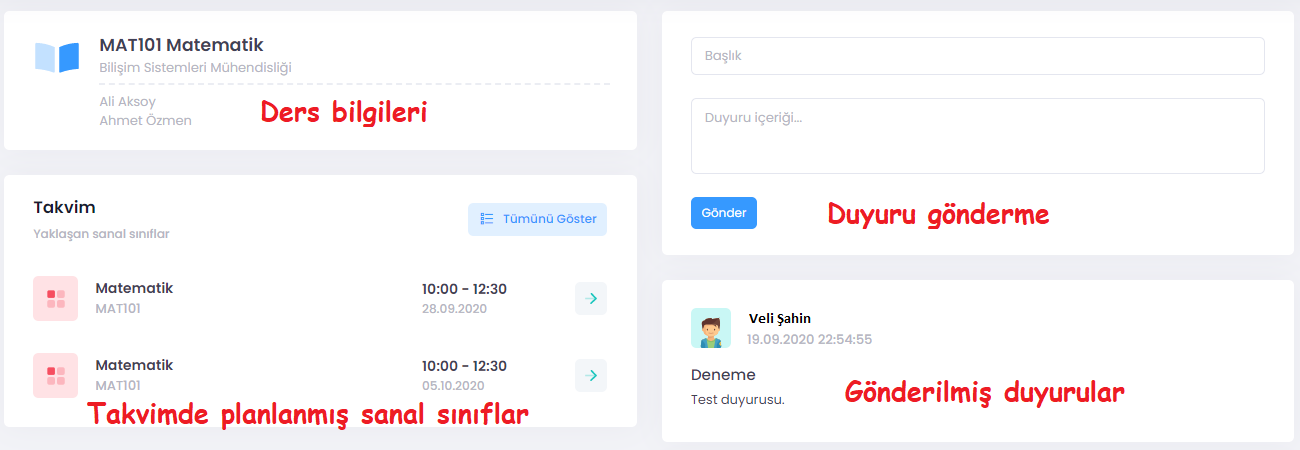 MAT101 Matematik
Bilişim Sistemleri Mühendisliği
Ali Aksoy
Ahmet Özmen
Ders bilgileri
Takvim
Yaklaşan sanal sınıflar
Tümünü Göster
Matematik
MAT101
10:00 - 12:30
28.09.2020
Matematik
MAT101
10:00 - 12:30
05.10.2020
Takvimde planlanmış sanal sınıflar
Başlık
Duyuru içeriği...
Gönder
Duyuru gönderme
Veli Şahin
19.09.2020 22:54:55
Deneme
Test duyurusu.
Gönderilmiş duyurular